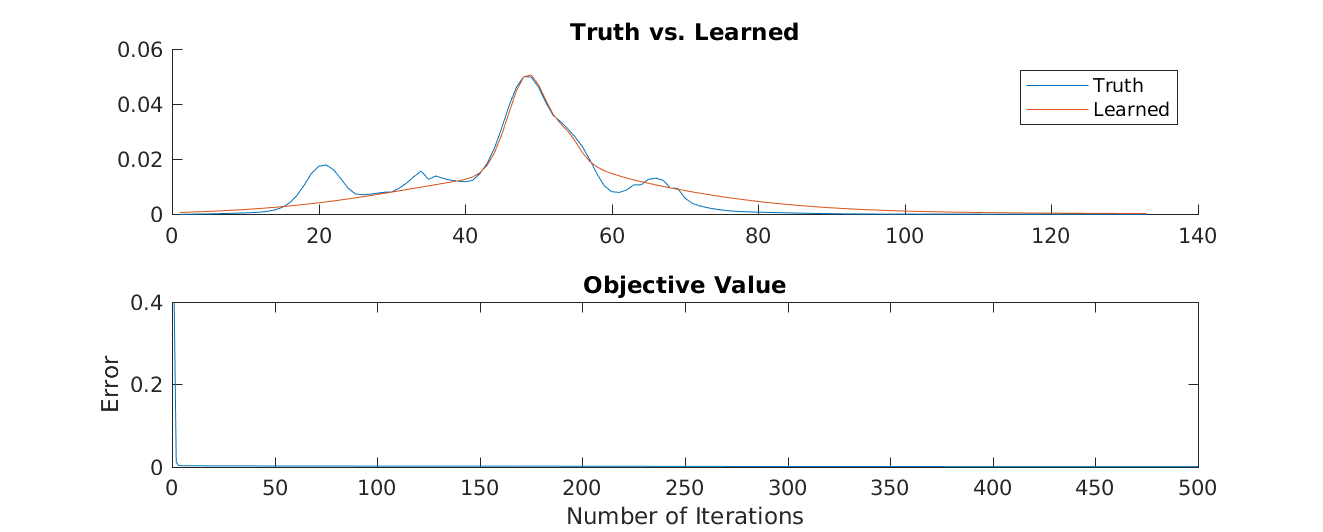 Truth vs. Learned
0.06
0.04
0.02
0
Truth
Learned
0 20 40 60 80 100 120 140
Objective Value
0.4
0.2
0
Error
0 50 100 150 200 250 300 350 400 450 500
Number of Iterations